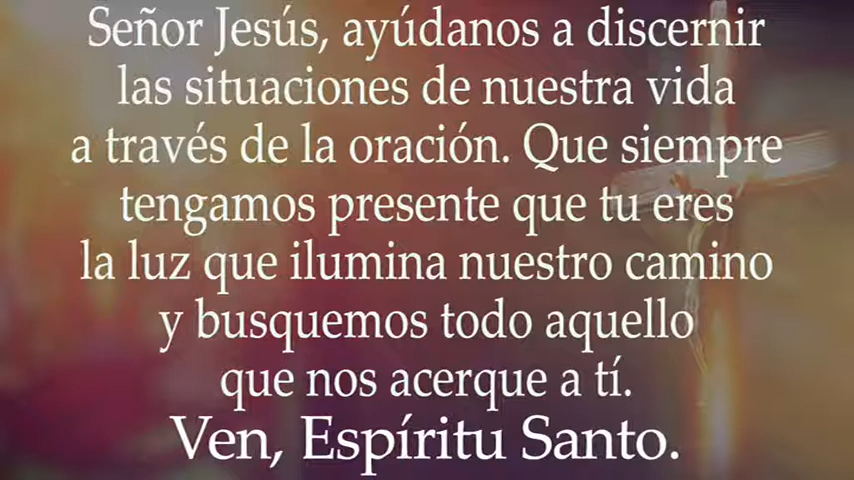 Señor Jesús, ayúdanos a discernir
las situaciones de nuestra vida
a través de la oración. Que siempre
tengamos presente que tu eres
la luz que ilumina nuestro camino
y busquemos todo aquello
que nos acerque a tí.
Ven, Espíritu Santo.